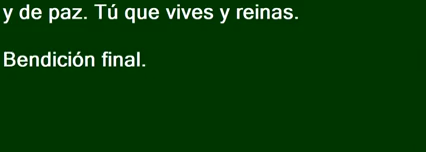 y de paz. Tú que vives y reinas.
Bendición final.